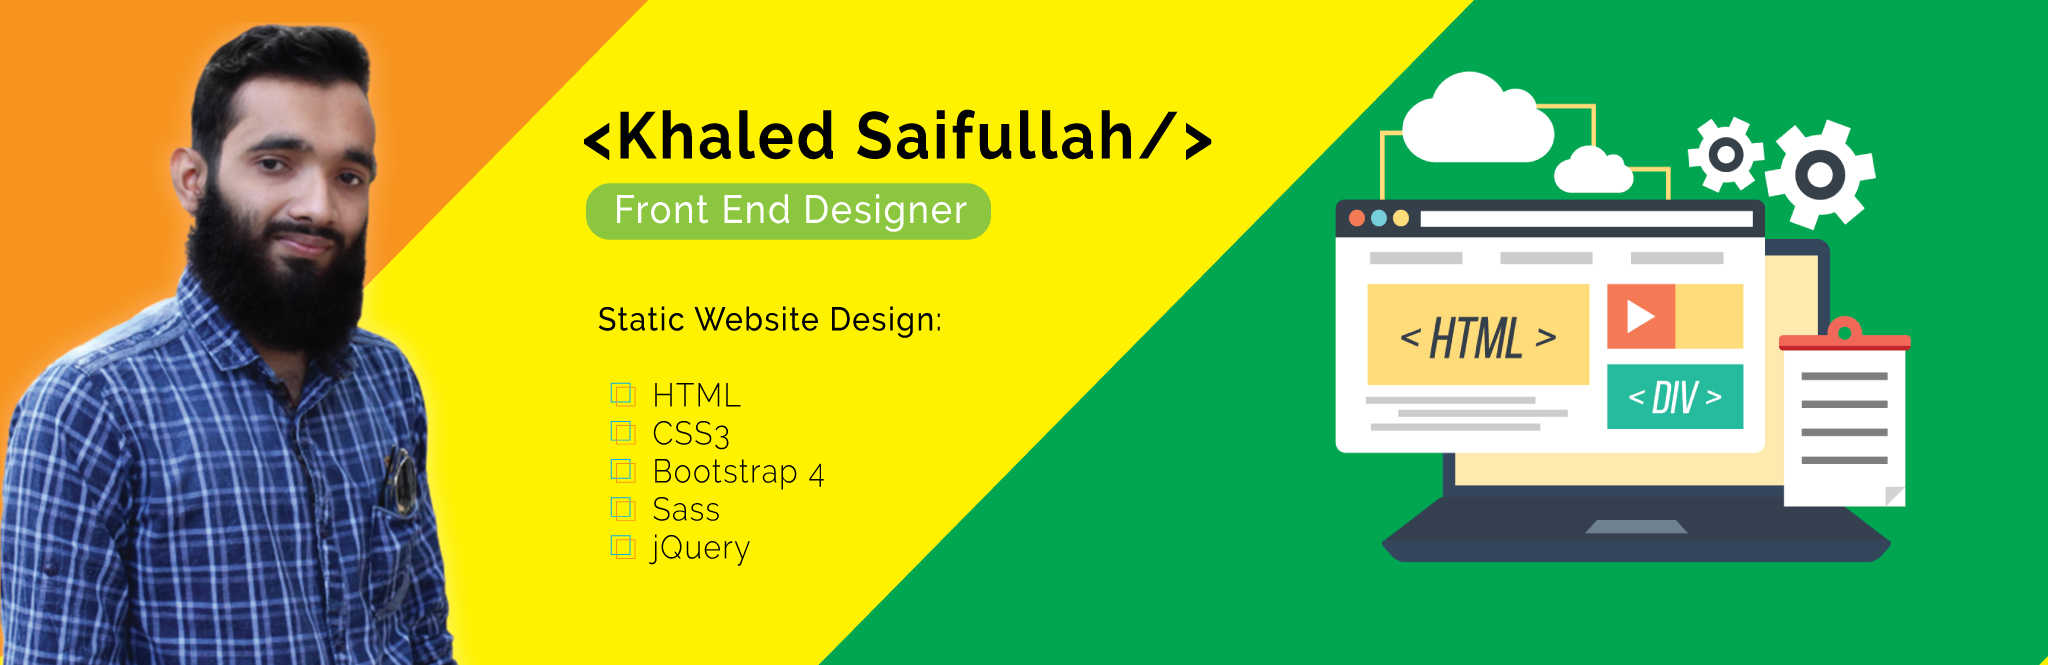 <Khaled Saifullah/>
Front End Designer
Static Website Design:
HTML
CSS3
Bootstrap 4
Sass
jQuery
< HTML >
< DIV >